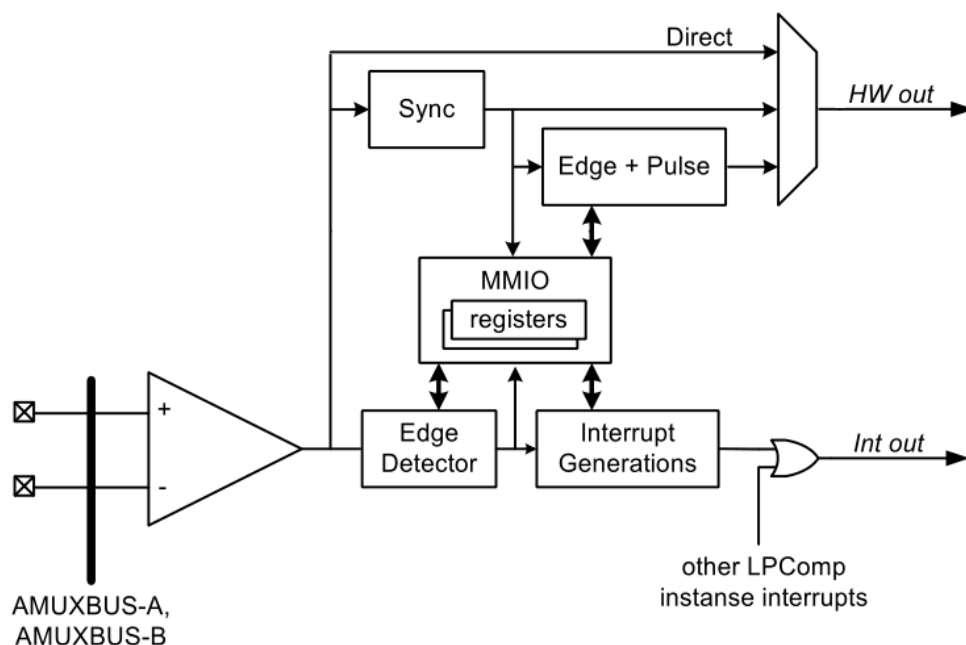 Direct
HW out
Sync
Edge + Pulse
MMIO
registers
+
-
Edge
Detector
Interrupt
Generations
Int out
other LPComp
instanse interrupts
AMUXBUS-A,
AMUXBUS-B